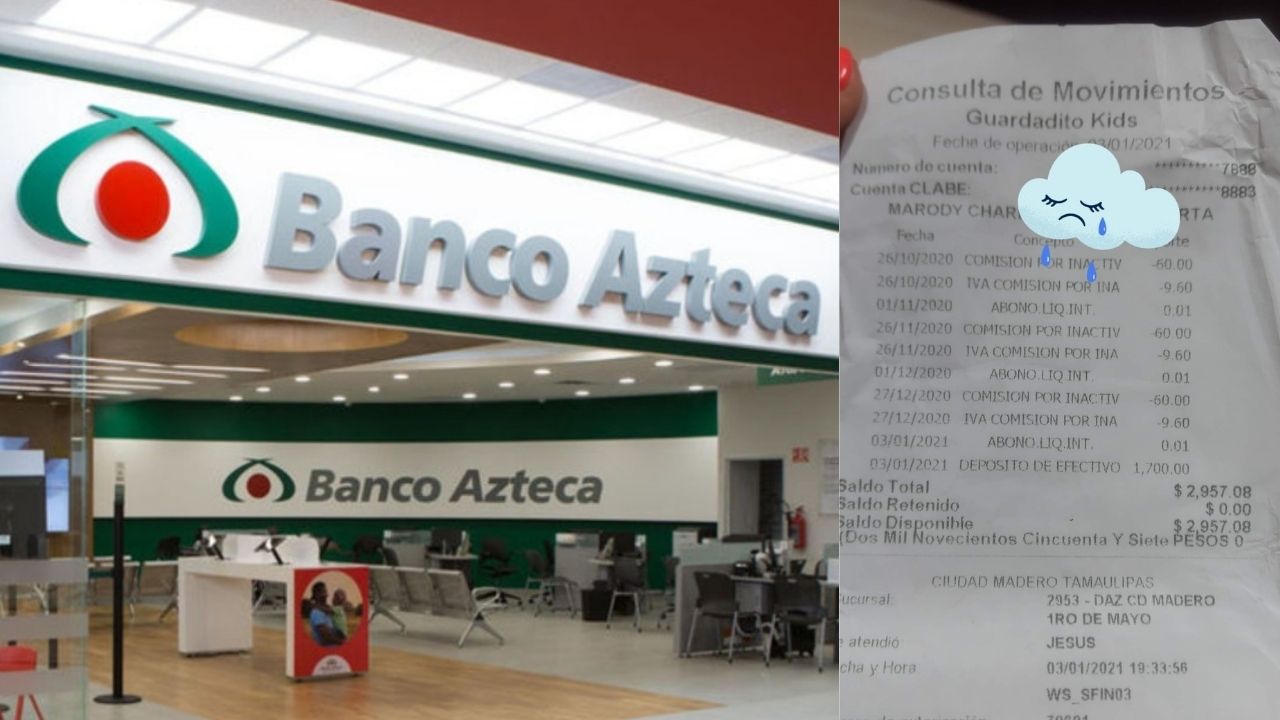 Banco Azteca
Banco Azteca
Consulta de Movimientos
Guardadito Kids
Fecha de operación 03/01/2021
Numero de cuenta: **********7888
Cuenta CLABE: *********8883
MARODY CHAR RTA
Fecha Concepto rte
26/10/2020 COMISION POR INACTIV -60.00
26/10/2020 IVA COMISION POR INA -9.60
01/11/2020 ABONO.LIQ.INT. 0.01
26/11/2020 COMISION POR INACTIV -60.00
26/11/2020 IVA COMISION POR INA -9.60
01/12/2020 ABONO.LIQ.INT. 0.01
27/12/2020 COMISION POR INACTIV -60.00
27/12/2020 IVA COMISION POR INA -9.60
03/01/2021 ABONO.LIQ.INT. 0.01
03/01/2021 DEPOSITO DE EFECTIVO 1,700.00
Saldo Total $ 2,957.08
Saldo Retenido $ 0.00
Saldo Disponible $ 2,957.08
(Dos Mil Novecientos Cincuenta Y Siete PESOS 0
CIUDAD MADERO TAMAULIPAS
Sucursal: 2953 - DAZ CD MADERO
1RO DE MAYO
e atendió JESUS
cha y Hora 03/01/2021 19:33:56
WS_SFIN03